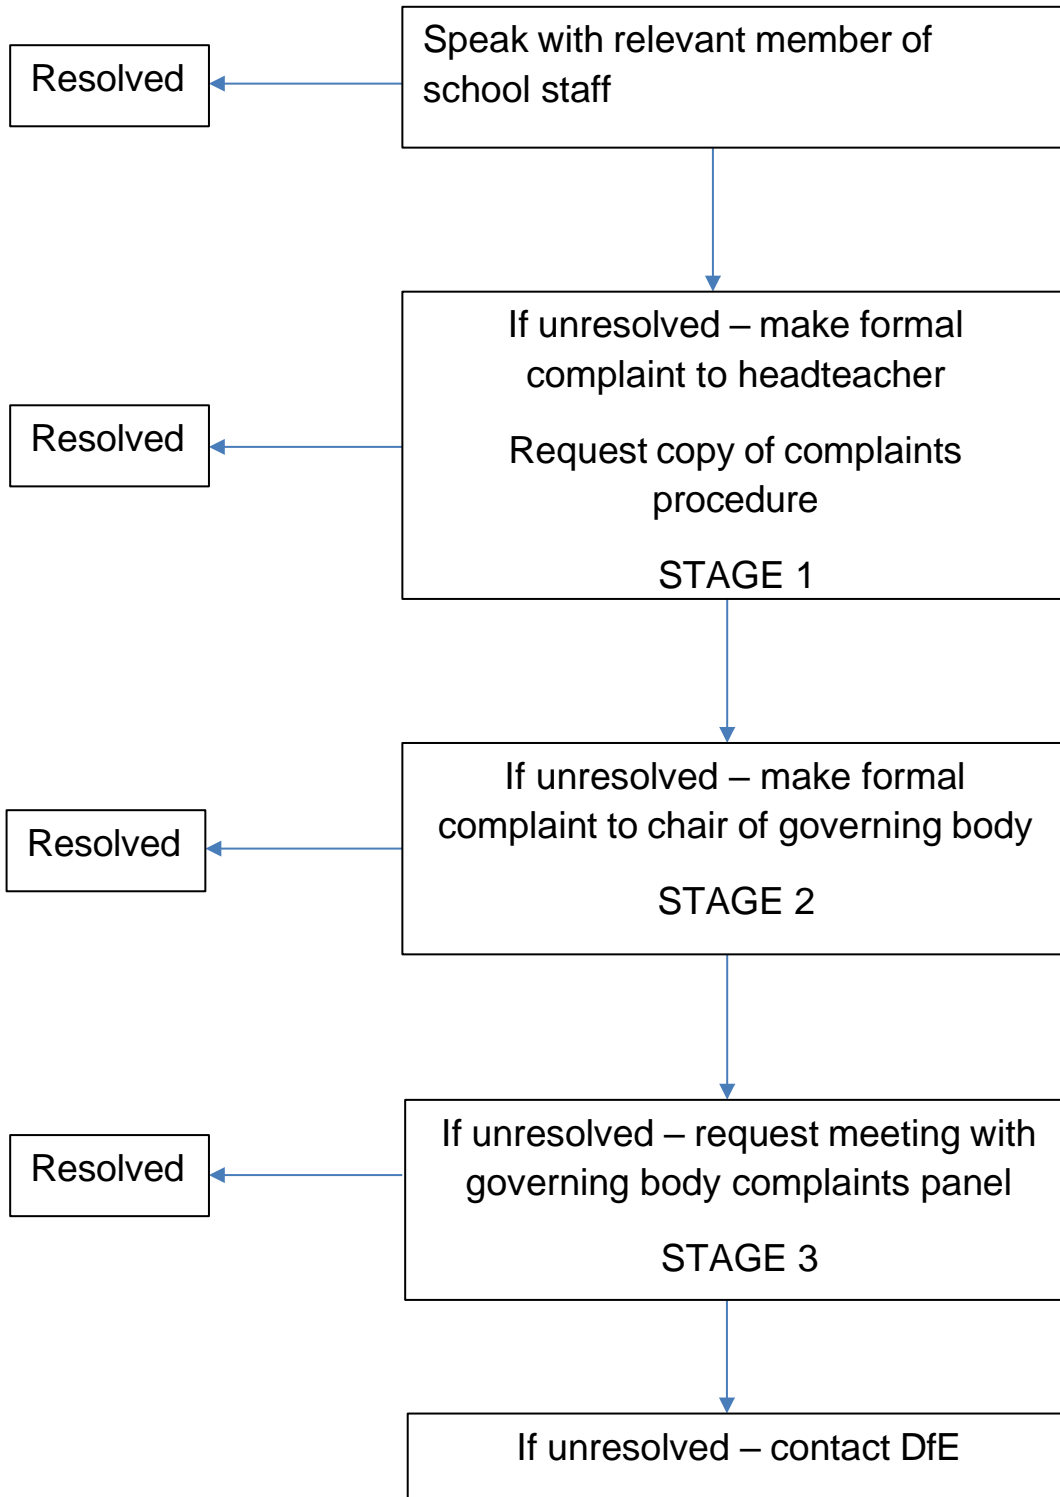 Speak with relevant member of
school staff
Resolved
If unresolved – make formal
complaint to headteacher
Request copy of complaints
procedure
STAGE 1
Resolved
If unresolved – make formal
complaint to chair of governing body
STAGE 2
Resolved
If unresolved – request meeting with
governing body complaints panel
STAGE 3
Resolved
If unresolved – contact DfE